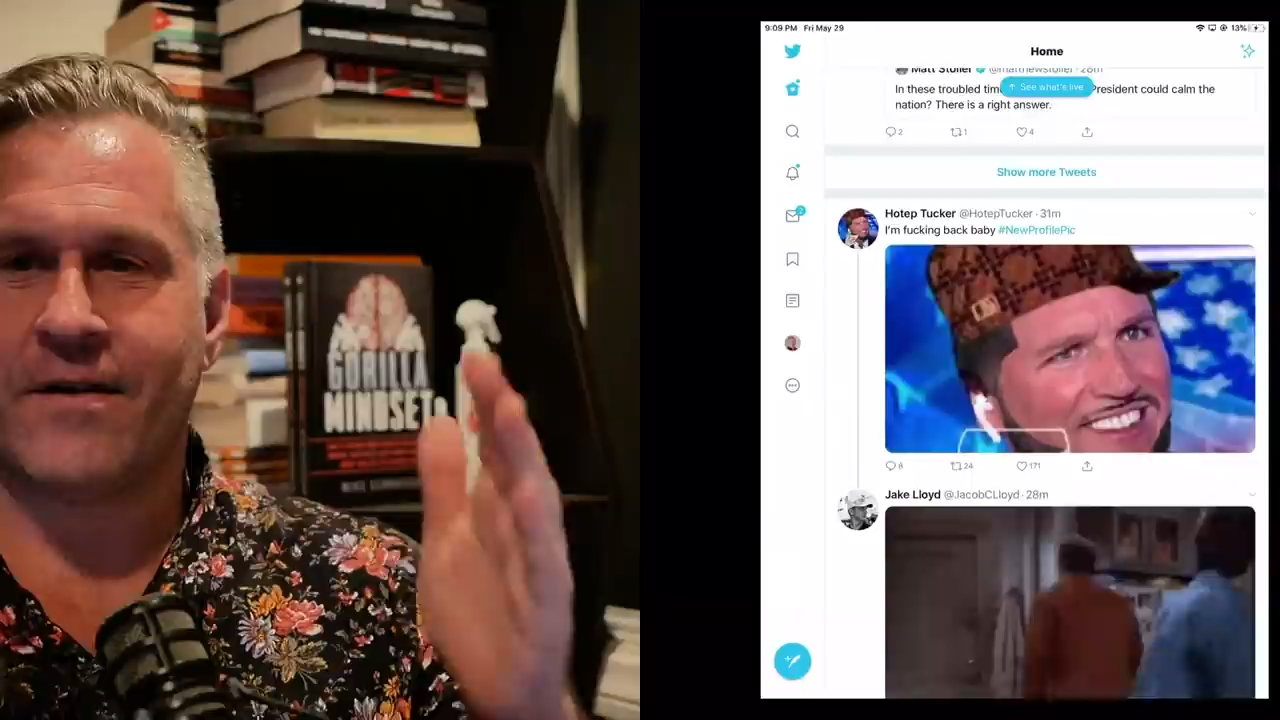 GORILLA
MINDSET
9:09 PM Fri May 29
13%
Home
Matt Stoller @matthewstoller · 28m
See what's live
In these troubled tim
President could calm the
nation? There is a right answer.
2
1
4
Show more Tweets
Hotep Tucker @HotepTucker · 31m
I'm fucking back baby #NewProfilePic
24
171
Jake Lloyd @JacobCLloyd · 28m